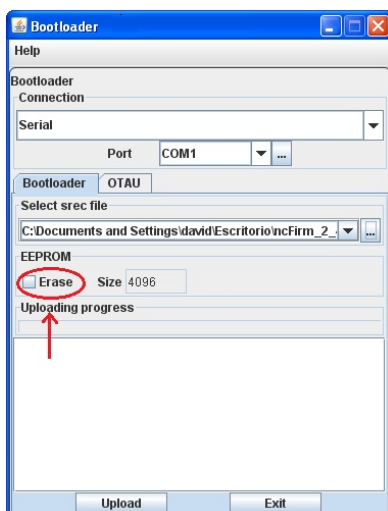 Bootloader
Help
Bootloader
Connection
Serial
Port COM1 ...
Bootloader OTAU
Select srec file
C:\Documents and Settings\david\Escritorio\ncFirm_2_ ...
EEPROM
Erase Size 4096
Uploading progress
Upload Exit